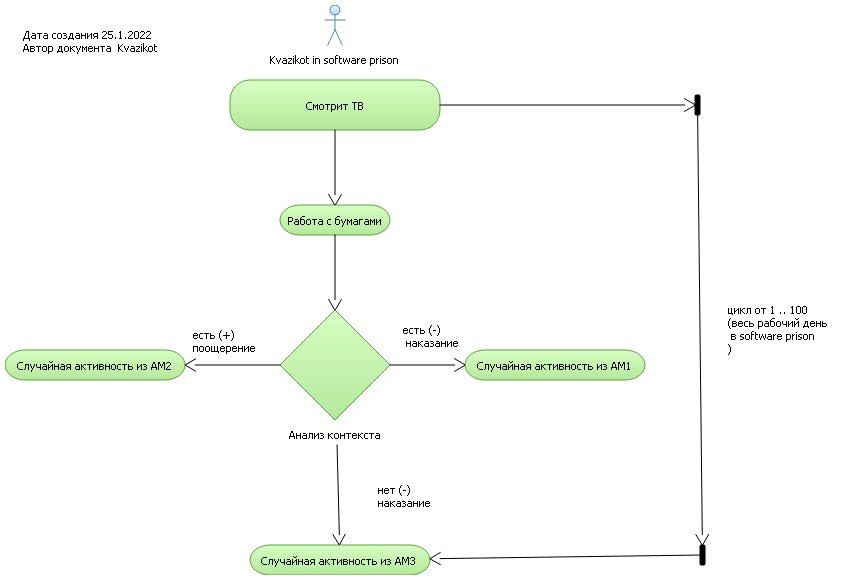 Дата создания 25.1.2022
Автор документа Kvazikot
Kvazikot in software prison
Смотрит ТВ
Работа с бумагами
цикл от 1 .. 100
(весь рабочий день
в software prison
)
есть (+)
поощрение
есть (-)
наказание
Случайная активность из АМ2
Случайная активность из АМ1
Анализ контекста
нет (-)
наказание
Случайная активность из АМ3